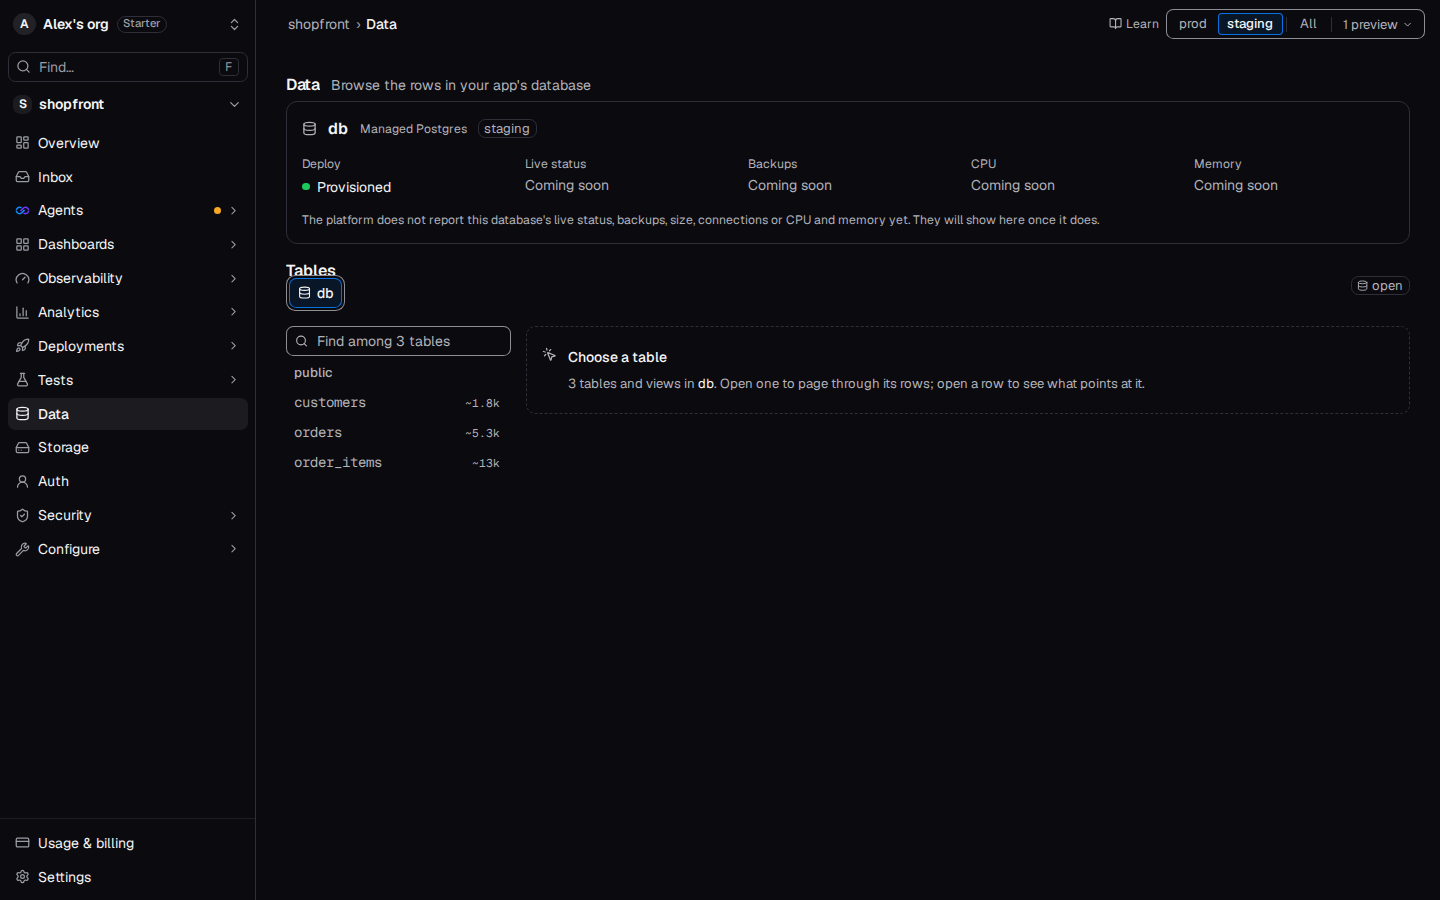 A Alex's org Starter
Find... F
S shopfront
Overview
Inbox
Agents
Dashboards
Observability
Analytics
Deployments
Tests
Data
Storage
Auth
Security
Configure
Usage & billing
Settings
shopfront › Data
Learn prod staging All 1 preview
Data Browse the rows in your app's database
db Managed Postgres staging
Deploy Live status Backups CPU Memory
Provisioned Coming soon Coming soon Coming soon Coming soon
The platform does not report this database's live status, backups, size, connections or CPU and memory yet. They will show here once it does.
Tables
db open
Find among 3 tables
public
customers ~1.8k
orders ~5.3k
order_items ~13k
Choose a table
3 tables and views in db. Open one to page through its rows; open a row to see what points at it.